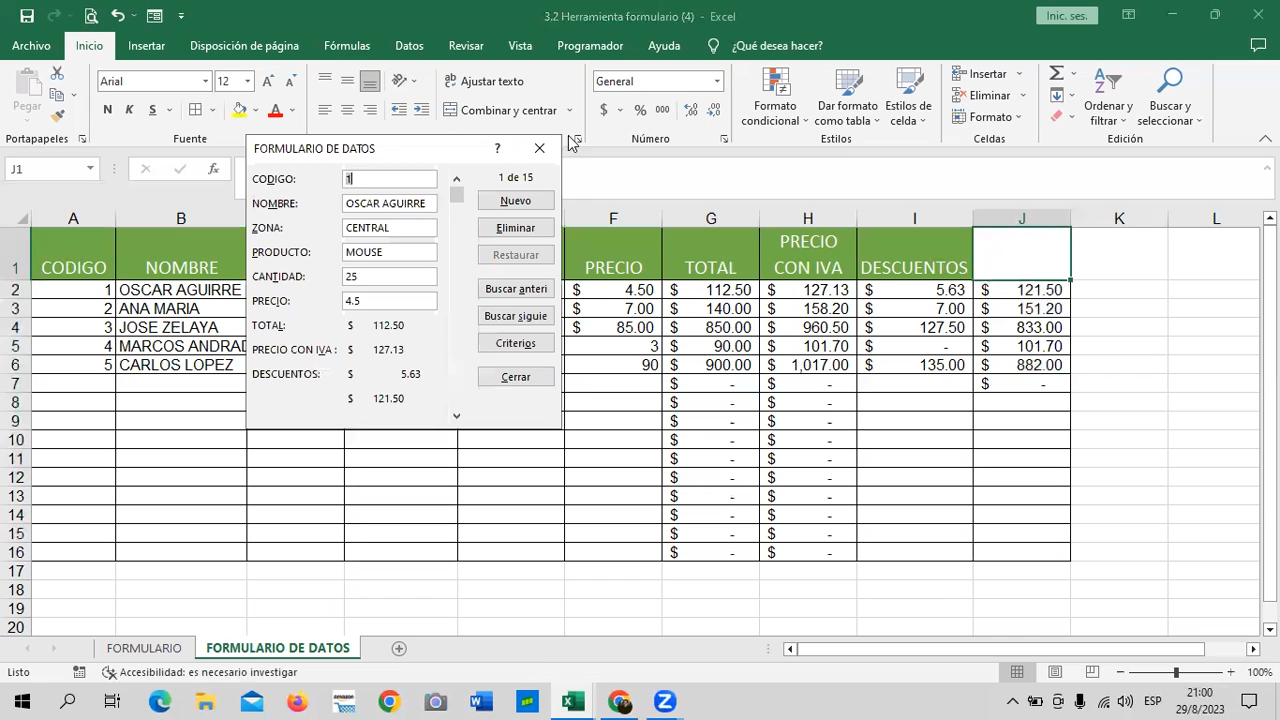 3.2 Herramienta formulario (4) - Excel
Inic. ses.
Archivo Inicio Insertar Disposición de página Fórmulas Datos Revisar Vista Programador Ayuda ¿Qué desea hacer?
Pegar
Arial 12
N K S
Ajustar texto
Combinar y centrar
General
$ % 000
Formato condicional
Dar formato como tabla
Estilos de celda
Insertar
Eliminar
Formato
Ordenar y filtrar
Buscar y seleccionar
Portapapeles Fuente Número Estilos Celdas Edición
J1
FORMULARIO DE DATOS ?
CODIGO: 1
NOMBRE: OSCAR AGUIRRE
ZONA: CENTRAL
PRODUCTO: MOUSE
CANTIDAD: 25
PRECIO: 4.5
TOTAL: $ 112.50
PRECIO CON IVA : $ 127.13
DESCUENTOS: $ 5.63
$ 121.50
1 de 15
Nuevo
Eliminar
Restaurar
Buscar anteri
Buscar siguie
Criterios
Cerrar
A B F G H I J K L
1 CODIGO NOMBRE PRECIO TOTAL PRECIO CON IVA DESCUENTOS
2 1 OSCAR AGUIRRE $ 4.50 $ 112.50 $ 127.13 $ 5.63 $ 121.50
3 2 ANA MARIA $ 7.00 $ 140.00 $ 158.20 $ 7.00 $ 151.20
4 3 JOSE ZELAYA $ 85.00 $ 850.00 $ 960.50 $ 127.50 $ 833.00
5 4 MARCOS ANDRAD 3 $ 90.00 $ 101.70 $ - $ 101.70
6 5 CARLOS LOPEZ 90 $ 900.00 $ 1,017.00 $ 135.00 $ 882.00
7 $ - $ - $ -
8 $ - $ -
9 $ - $ -
10 $ - $ -
11 $ - $ -
12 $ - $ -
13 $ - $ -
14 $ - $ -
15 $ - $ -
16 $ - $ -
17
18
19
20
FORMULARIO FORMULARIO DE DATOS
Listo Accesibilidad: es necesario investigar 100%
ESP
21:00
29/8/2023